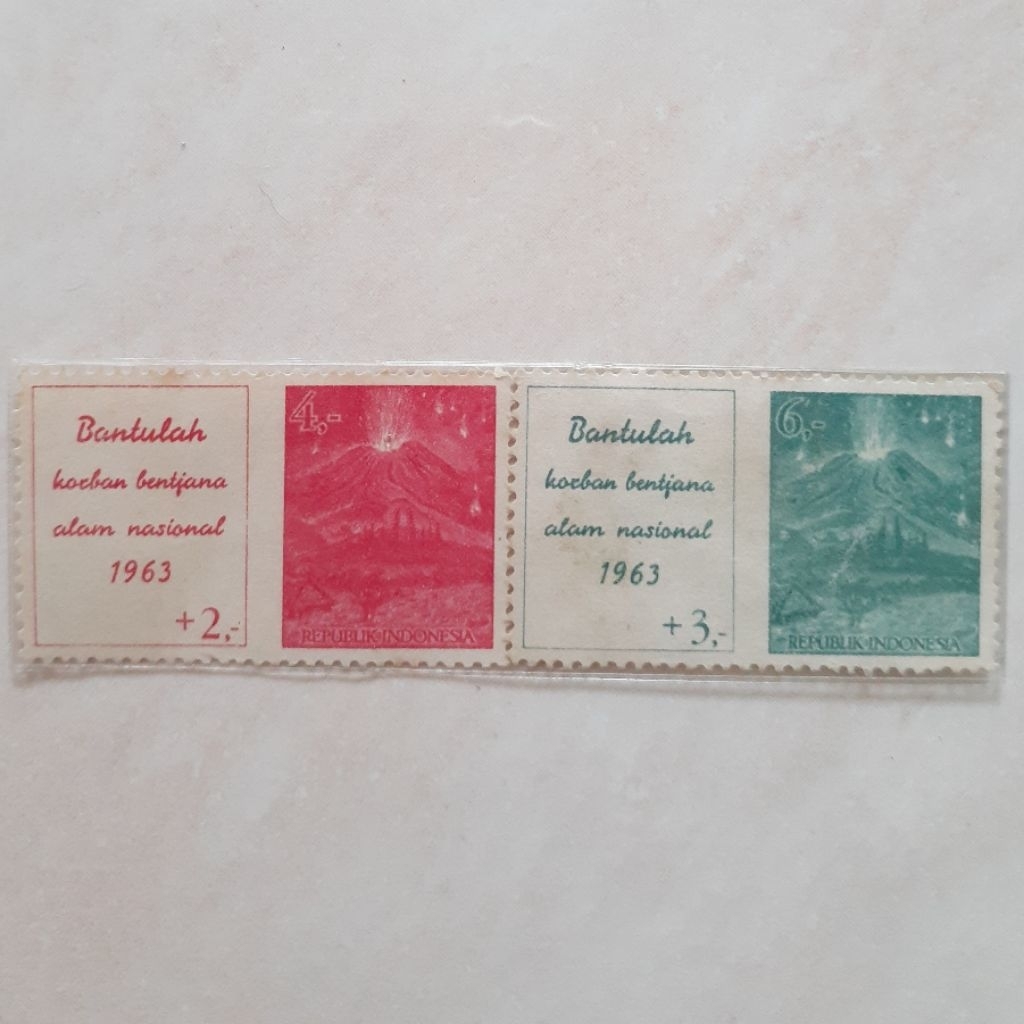 Bantulah
korban bentjana
alam nasional
1963
+2,-
4,-
REPUBLIK INDONESIA
Bantulah
korban bentjana
alam nasional
1963
+3,-
6,-
REPUBLIK INDONESIA